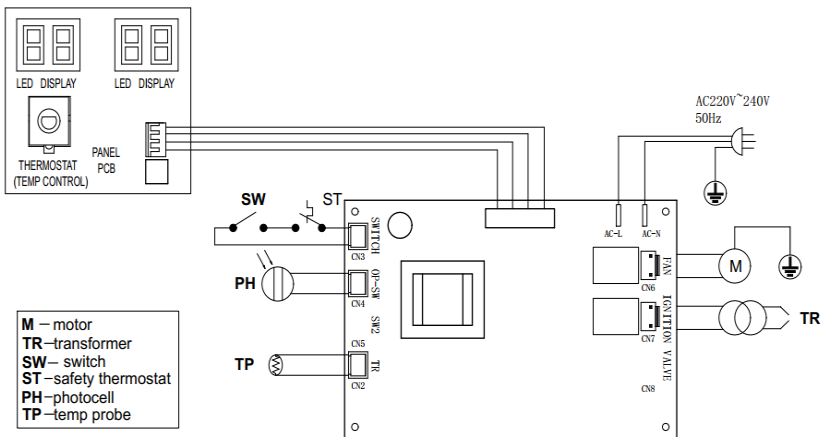 LED DISPLAY
LED DISPLAY
THERMOSTAT
(TEMP CONTROL)
PANEL
PCB
AC220V~240V
50Hz
SW
ST
AC-L
AC-N
SWITCH
CN3
PH
OP-SW
CN4
SW2
CN5
TP
TR
CN2
FAN
CN6
M
IGNITION VALVE
CN7
TR
CN8
M – motor
TR–transformer
SW– switch
ST–safety thermostat
PH–photocell
TP–temp probe